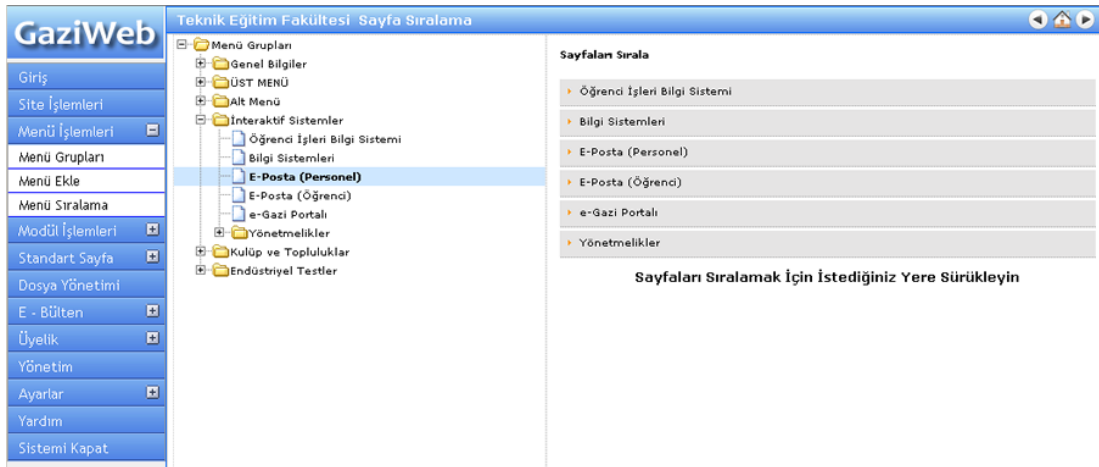 GaziWeb
Giriş
Site İşlemleri
Menü İşlemleri
Menü Grupları
Menü Ekle
Menü Sıralama
Modül İşlemleri
Standart Sayfa
Dosya Yönetimi
E - Bülten
Üyelik
Yönetim
Ayarlar
Yardım
Sistemi Kapat
Teknik Eğitim Fakültesi Sayfa Sıralama
Menü Grupları
Genel Bilgiler
ÜST MENÜ
Alt Menü
İnteraktif Sistemler
Öğrenci İşleri Bilgi Sistemi
Bilgi Sistemleri
E-Posta (Personel)
E-Posta (Öğrenci)
e-Gazi Portalı
Yönetmelikler
Kulüp ve Topluluklar
Endüstriyel Testler
Sayfaları Sırala
Öğrenci İşleri Bilgi Sistemi
Bilgi Sistemleri
E-Posta (Personel)
E-Posta (Öğrenci)
e-Gazi Portalı
Yönetmelikler
Sayfaları Sıralamak İçin İstediğiniz Yere Sürükleyin